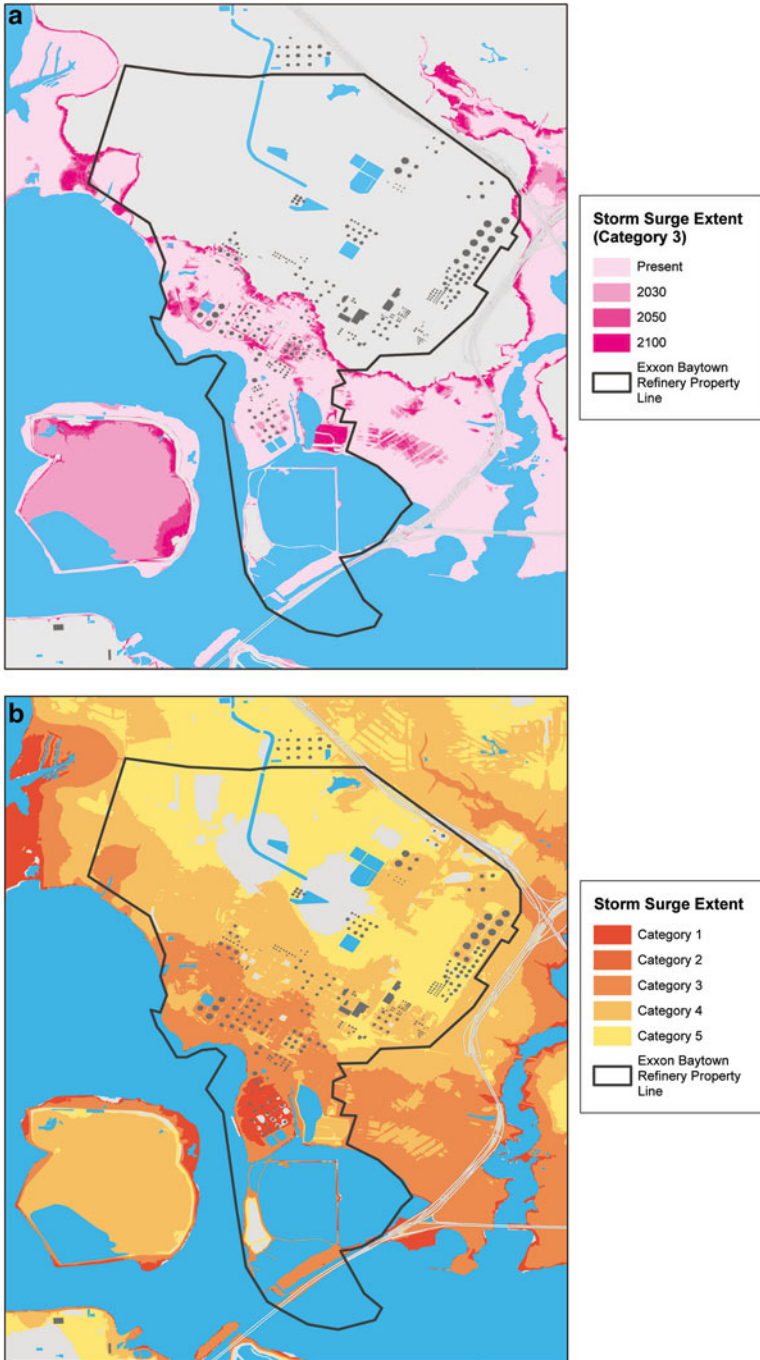 a
Storm Surge Extent
(Category 3)
Present
2030
2050
2100
Exxon Baytown
Refinery Property
Line
b
Storm Surge Extent
Category 1
Category 2
Category 3
Category 4
Category 5
Exxon Baytown
Refinery Property
Line